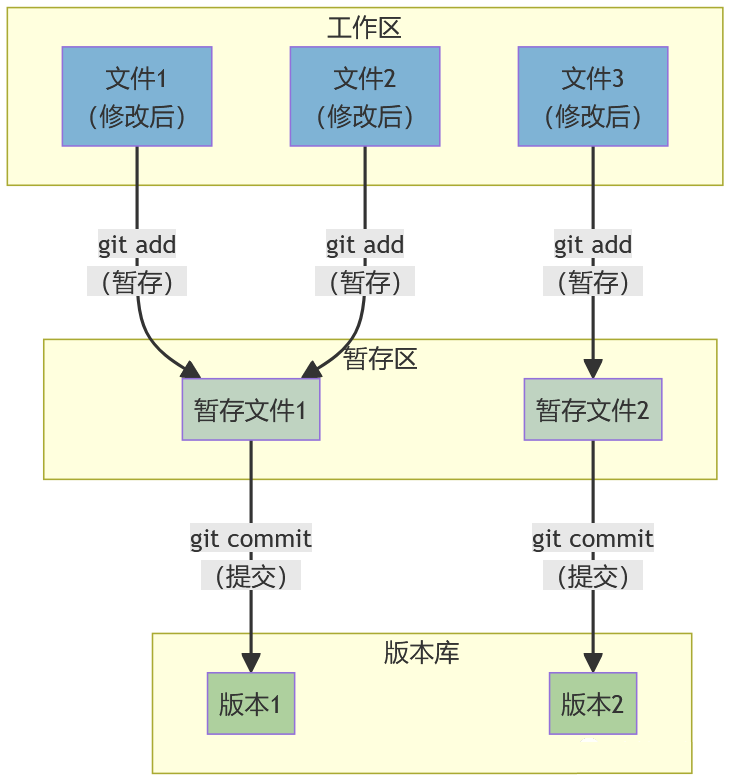 工作区
文件1
（修改后）
文件2
（修改后）
文件3
（修改后）
git add
（暂存）
git add
（暂存）
git add
（暂存）
暂存区
暂存文件1
暂存文件2
git commit
（提交）
git commit
（提交）
版本库
版本1
版本2